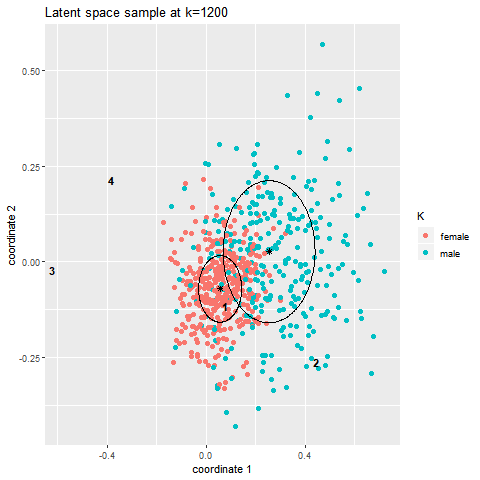 Latent space sample at k=1200
0.50
0.25
0.00
-0.25
coordinate 2
4
3
1
2
-0.4
0.0
0.4
coordinate 1
K
female
male